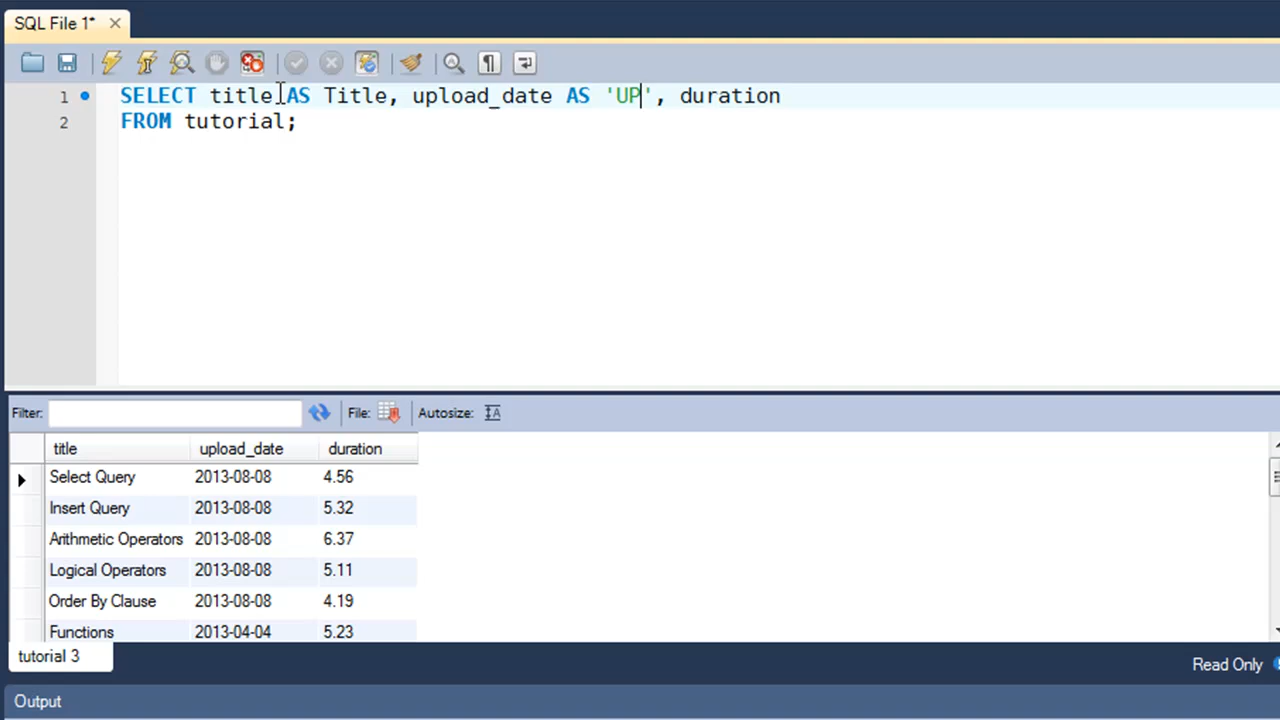 SQL File 1*
1 SELECT title AS Title, upload_date AS 'UP', duration
2 FROM tutorial;
Filter: File: Autosize:
title upload_date duration
Select Query 2013-08-08 4.56
Insert Query 2013-08-08 5.32
Arithmetic Operators 2013-08-08 6.37
Logical Operators 2013-08-08 5.11
Order By Clause 2013-08-08 4.19
Functions 2013-04-04 5.23
tutorial 3
Read Only
Output